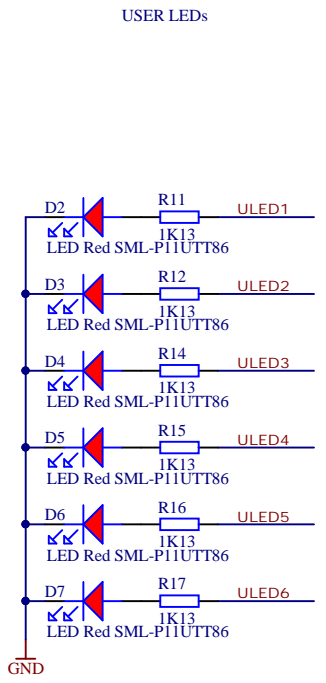 USER LEDs
D2
R11
ULED1
1K13
LED Red SML-P11UTT86
D3
R12
ULED2
1K13
LED Red SML-P11UTT86
D4
R14
ULED3
1K13
LED Red SML-P11UTT86
D5
R15
ULED4
1K13
LED Red SML-P11UTT86
D6
R16
ULED5
1K13
LED Red SML-P11UTT86
D7
R17
ULED6
1K13
LED Red SML-P11UTT86
GND